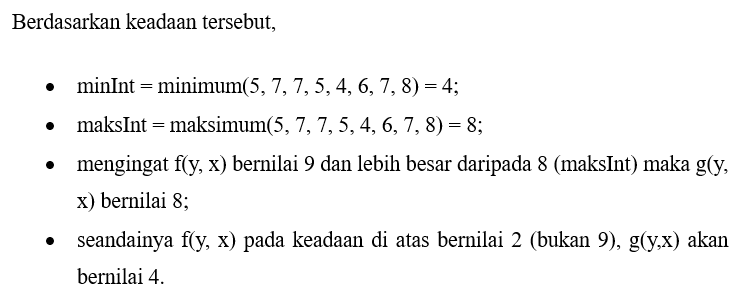 Berdasarkan keadaan tersebut,
• minInt = minimum(5, 7, 7, 5, 4, 6, 7, 8) = 4;
• maksInt = maksimum(5, 7, 7, 5, 4, 6, 7, 8) = 8;
• mengingat f(y, x) bernilai 9 dan lebih besar daripada 8 (maksInt) maka g(y,
x) bernilai 8;
• seandainya f(y, x) pada keadaan di atas bernilai 2 (bukan 9), g(y,x) akan
bernilai 4.